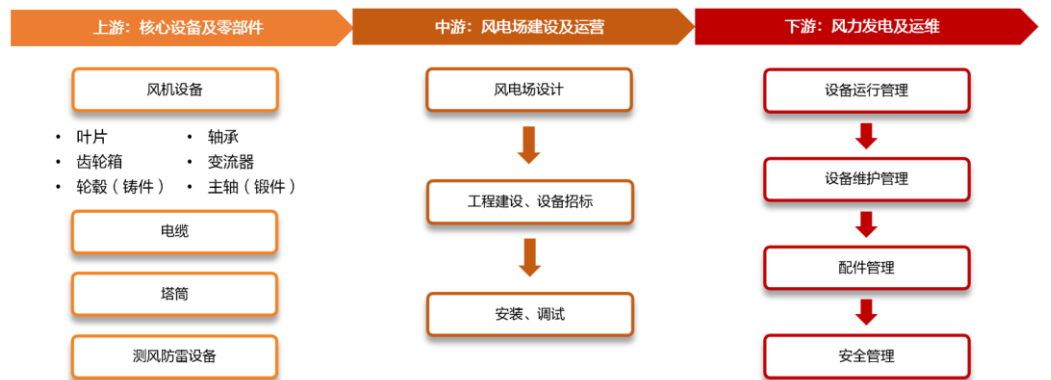 上游：核心设备及零部件
中游：风电场建设及运营
下游：风力发电及运维
风机设备
• 叶片
• 轴承
• 齿轮箱
• 变流器
• 轮毂（铸件）
• 主轴（锻件）
电缆
塔筒
测风防雷设备
风电场设计
工程建设、设备招标
安装、调试
设备运行管理
设备维护管理
配件管理
安全管理